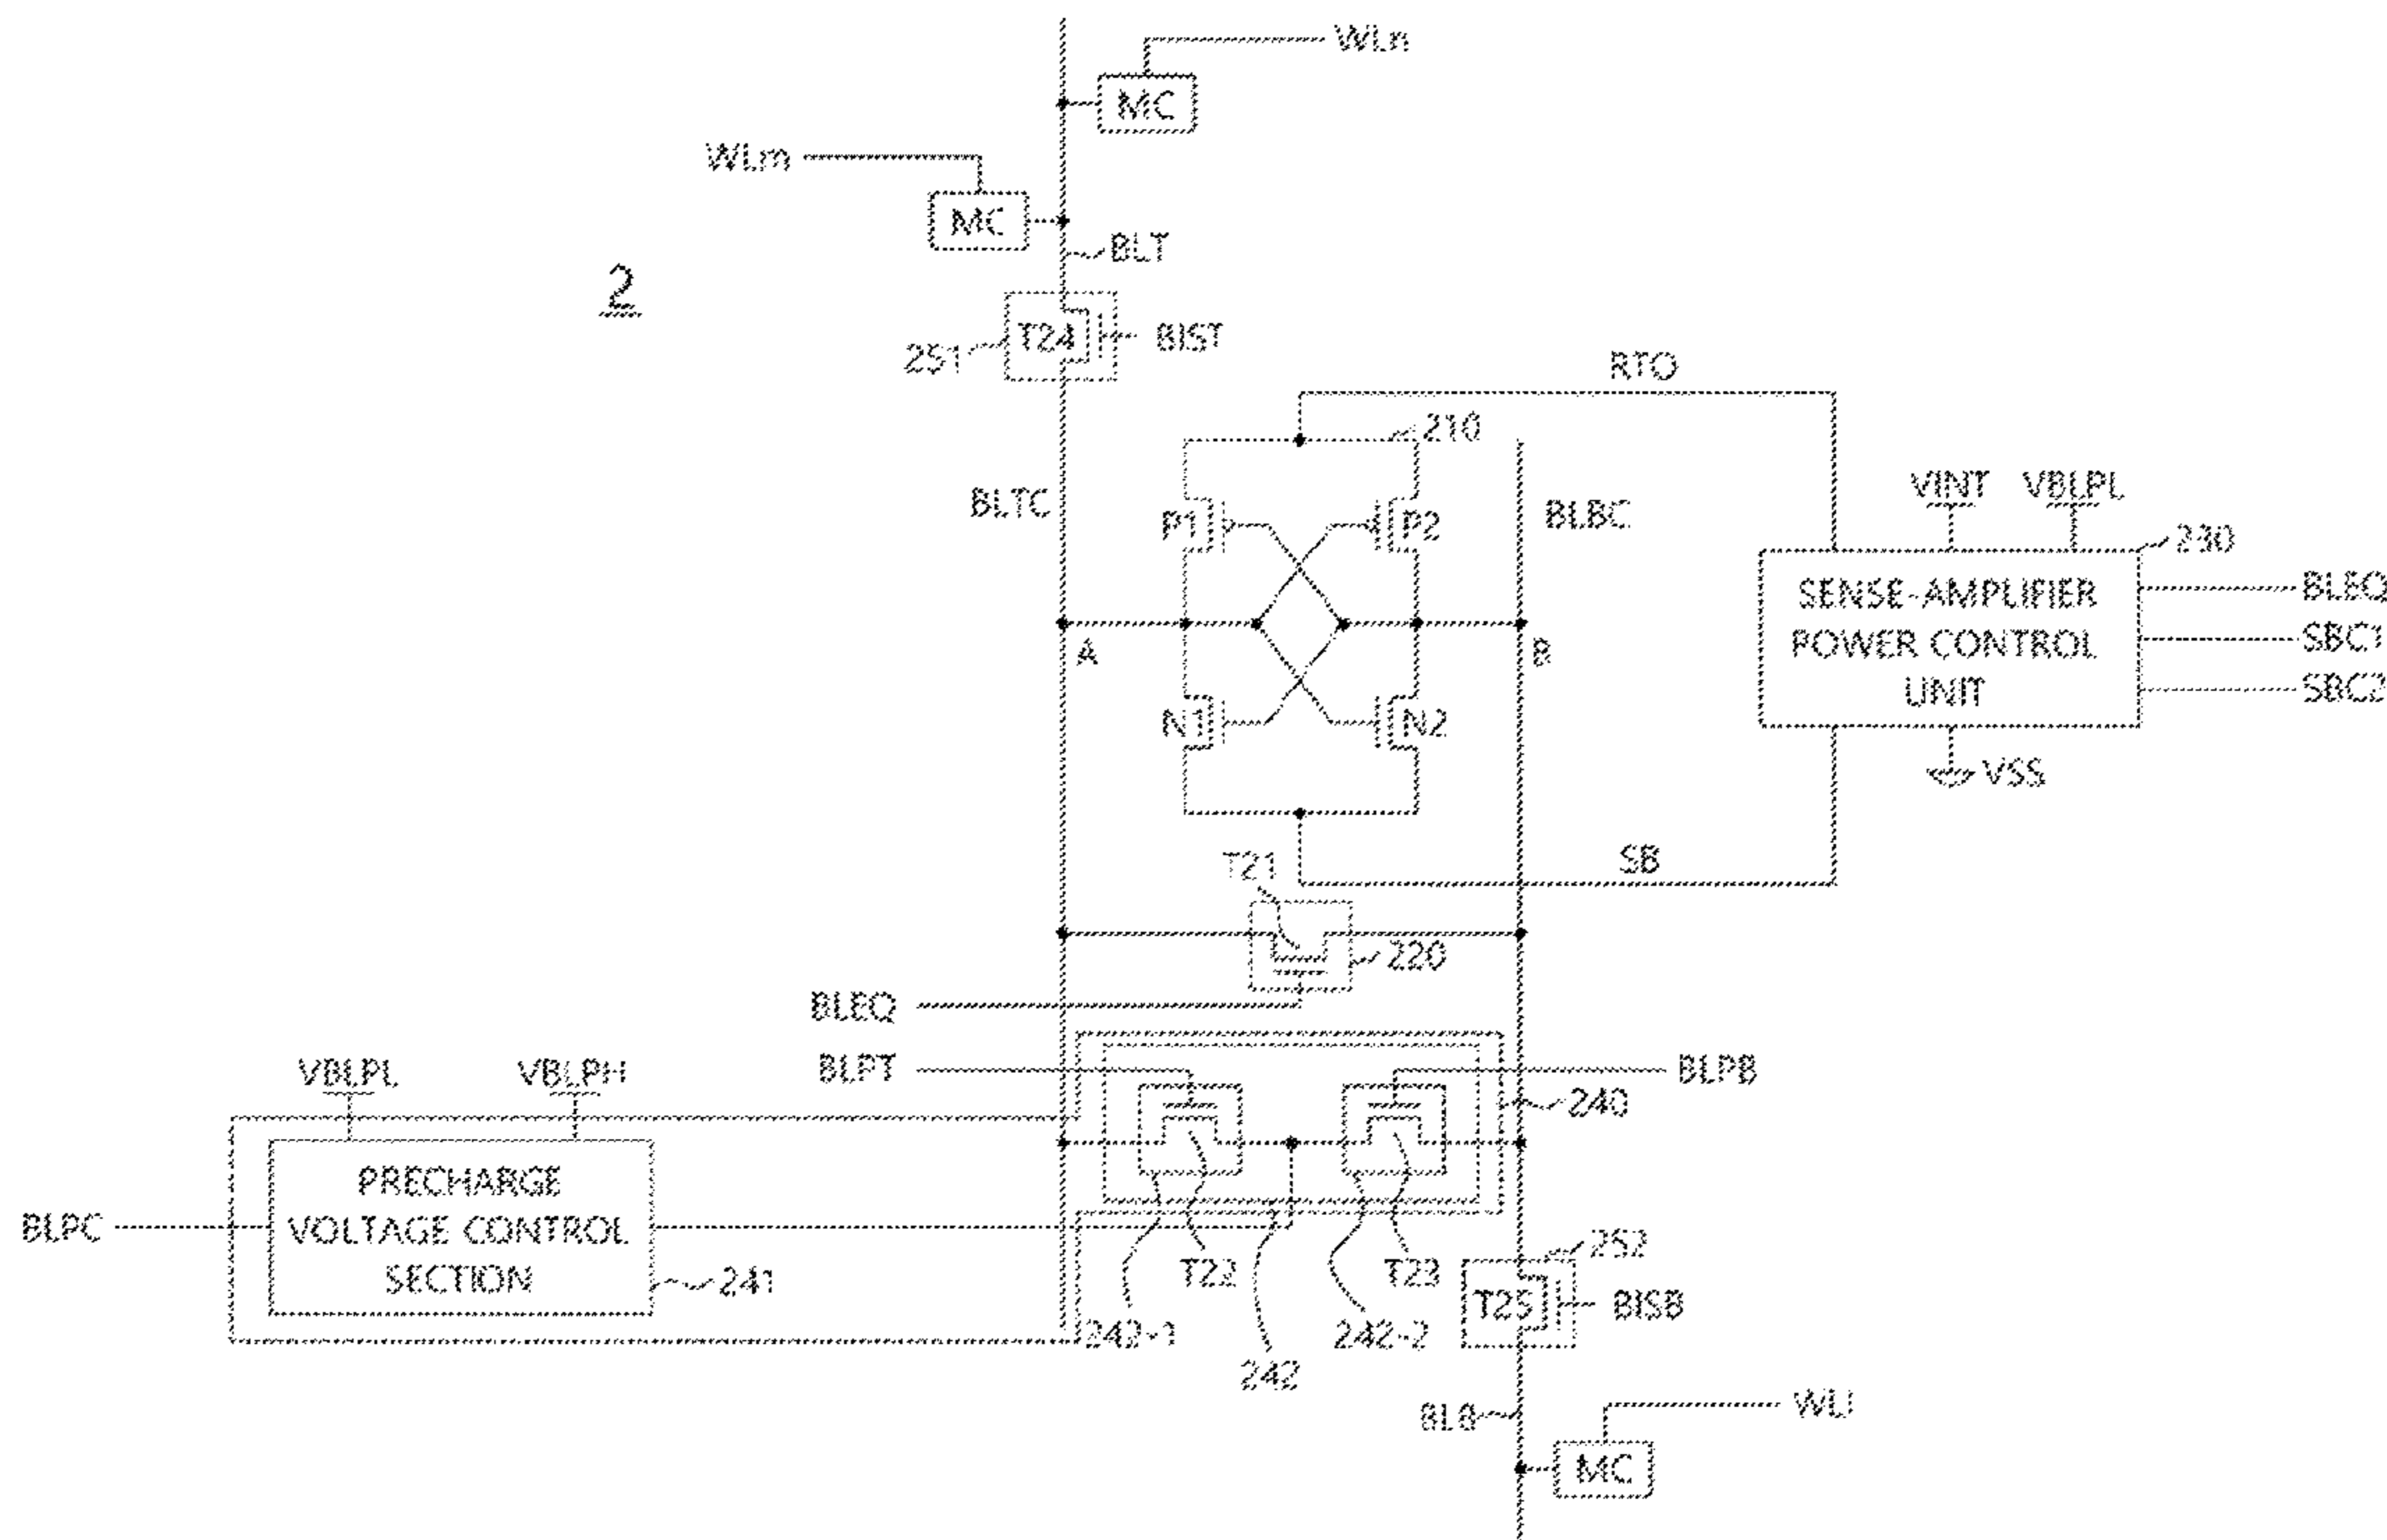 WLn
MC
WLm
MC
BLT
2
T24
BIST
251
RTO
210
BLTC
BLBC
VINT
VBLPL
P1
P2
230
SENSE-AMPLIFIER
POWER CONTROL
UNIT
BLEQ
SBC1
SBC2
A
B
N1
N2
VSS
SB
T21
220
BLEQ
VBLPL
VBLPH
BLPT
BLPB
240
PRECHARGE
VOLTAGE CONTROL
SECTION
BLPC
241
T22
T23
252
T25
BISB
242-1
242-2
242
BLB
WLl
MC